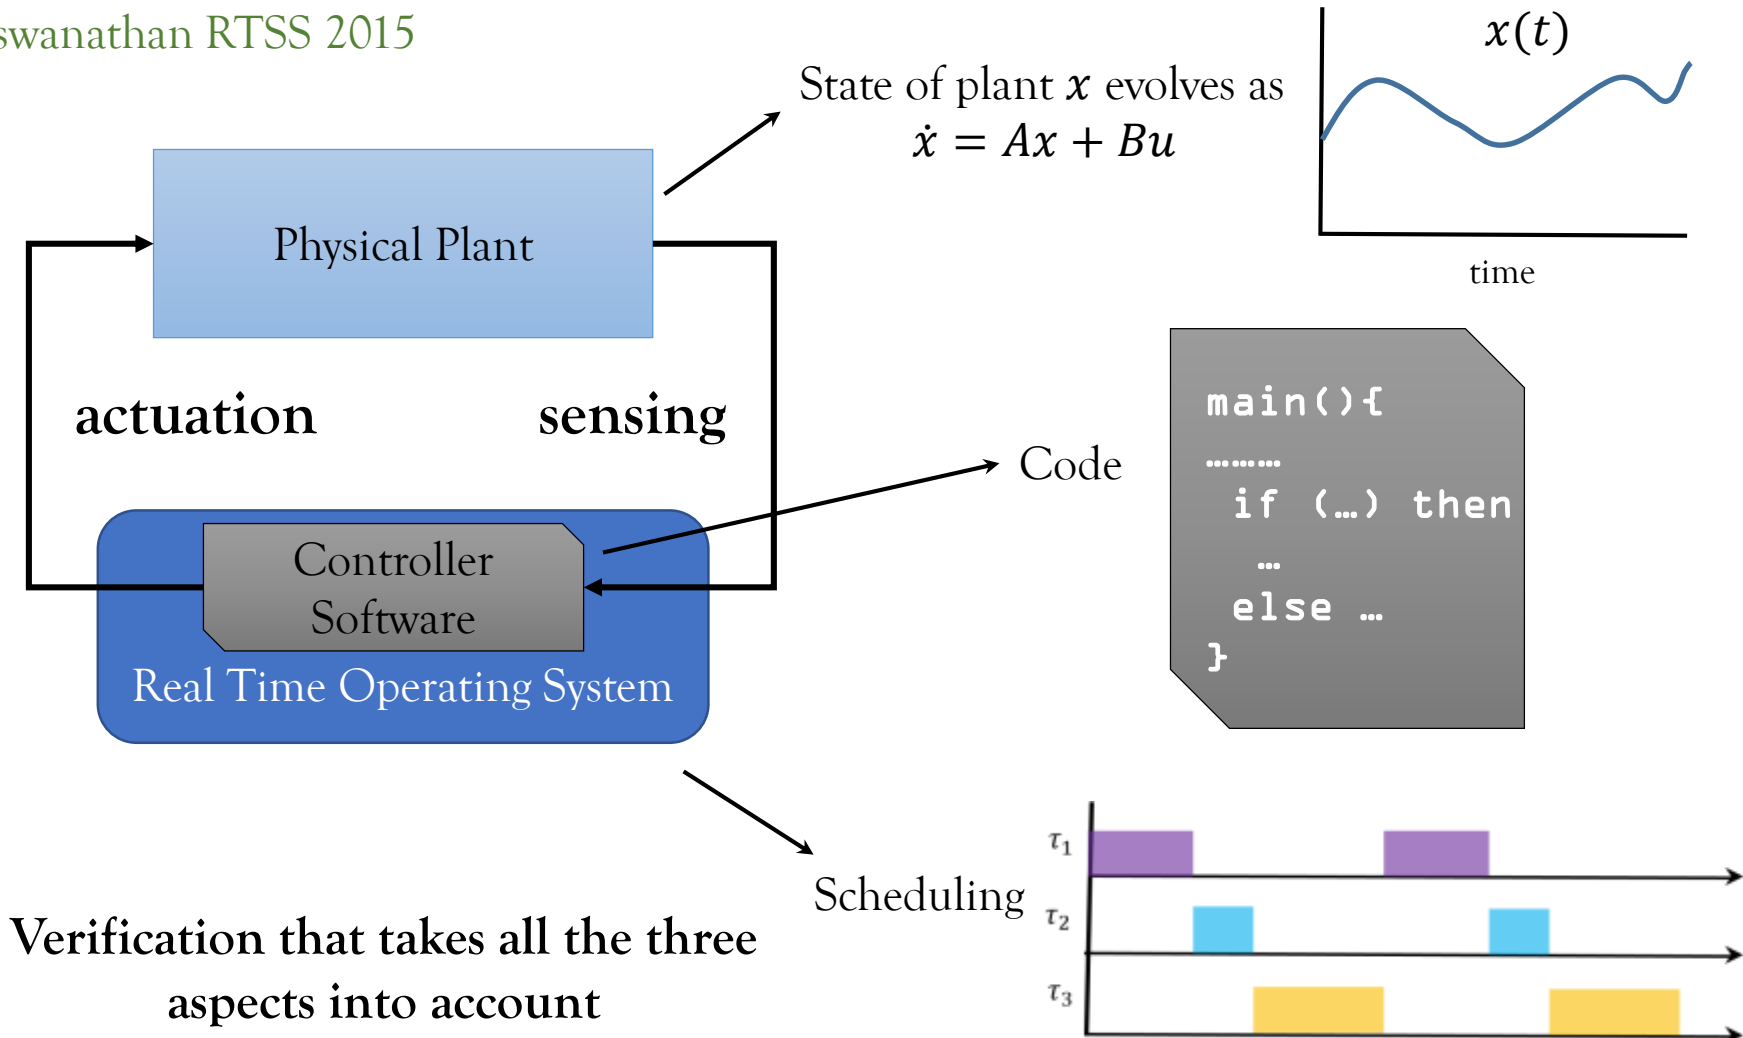 RTSS 2015
State of plant x evolves as
ẋ = Ax + Bu
x(t)
time
Physical Plant
actuation
sensing
Code
main(){
………
if (…) then
…
else …
}
Controller
Software
Real Time Operating System
Scheduling
τ1
τ2
τ3
Verification that takes all the three
aspects into account